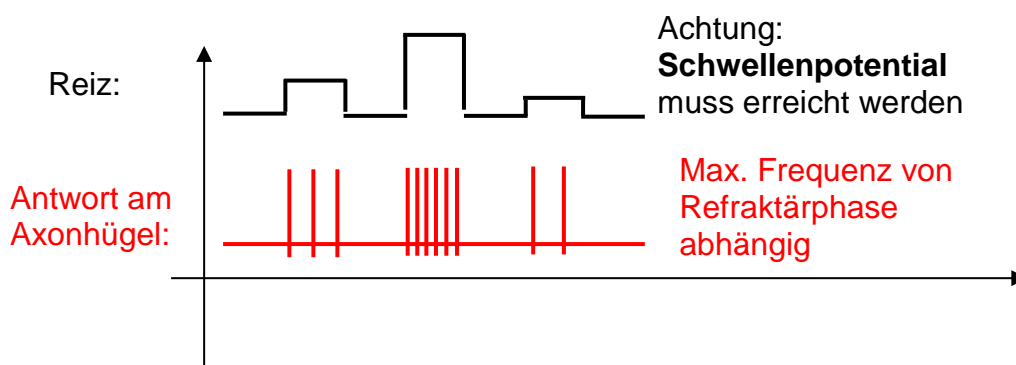 Reiz:
Achtung:
Schwellenpotential
muss erreicht werden
Antwort am
Axonhügel:
Max. Frequenz von
Refraktärphase
abhängig